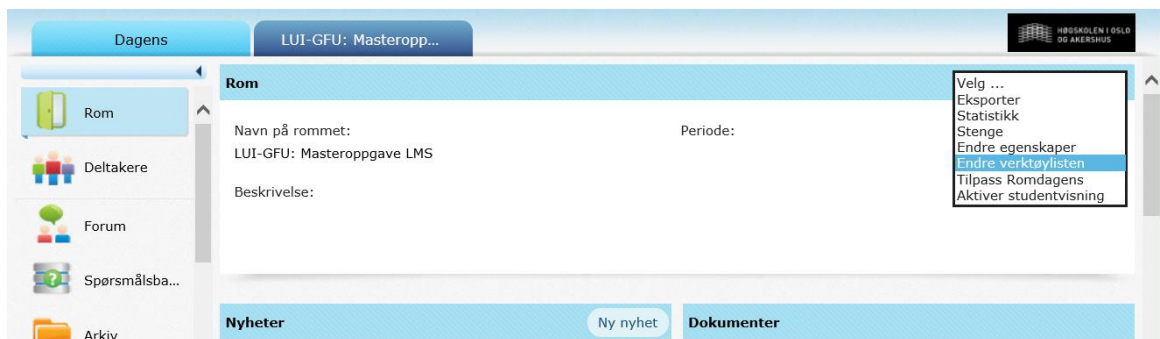 Dagens
LUI-GFU: Masteropp...
HØGSKOLEN I OSLO
OG AKERSHUS
Rom
Deltakere
Forum
Spørsmålsba...
Arkiv
Rom
Velg ...
Eksporter
Statistikk
Stenge
Endre egenskaper
Endre verktøylisten
Tilpass Romdagens
Aktiver studentvisning
Navn på rommet:
LUI-GFU: Masteroppgave LMS
Periode:
Beskrivelse:
Nyheter
Ny nyhet
Dokumenter